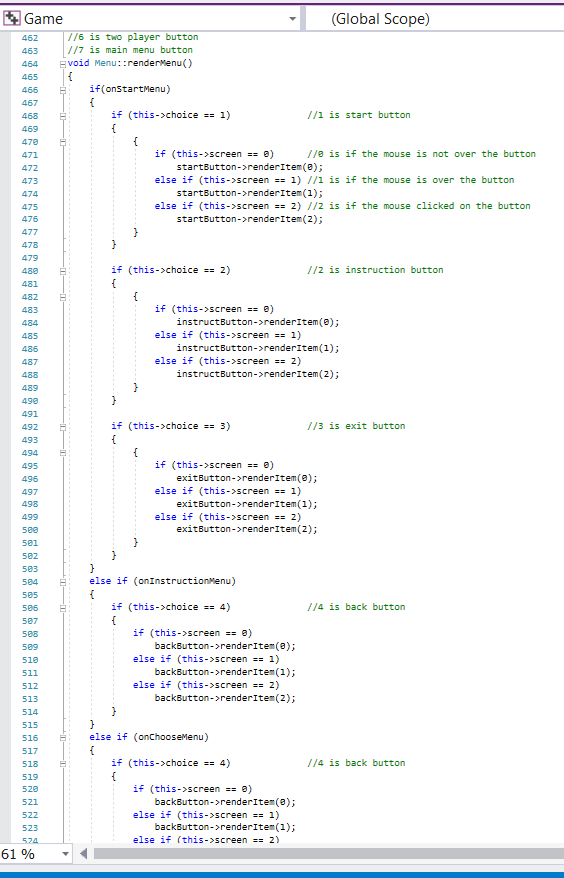 Game (Global Scope)
462 //6 is two player button
463 //7 is main menu button
464 void Menu::renderMenu()
465 {
466 if(onStartMenu)
467 {
468 if (this->choice == 1) //1 is start button
469 {
470 {
471 if (this->screen == 0) //0 is if the mouse is not over the button
472 startButton->renderItem(0);
473 else if (this->screen == 1) //1 is if the mouse is over the button
474 startButton->renderItem(1);
475 else if (this->screen == 2) //2 is if the mouse clicked on the button
476 startButton->renderItem(2);
477 }
478 }
479
480 if (this->choice == 2) //2 is instruction button
481 {
482 {
483 if (this->screen == 0)
484 instructButton->renderItem(0);
485 else if (this->screen == 1)
486 instructButton->renderItem(1);
487 else if (this->screen == 2)
488 instructButton->renderItem(2);
489 }
490 }
491
492 if (this->choice == 3) //3 is exit button
493 {
494 {
495 if (this->screen == 0)
496 exitButton->renderItem(0);
497 else if (this->screen == 1)
498 exitButton->renderItem(1);
499 else if (this->screen == 2)
500 exitButton->renderItem(2);
501 }
502 }
503 }
504 else if (onInstructionMenu)
505 {
506 if (this->choice == 4) //4 is back button
507 {
508 if (this->screen == 0)
509 backButton->renderItem(0);
510 else if (this->screen == 1)
511 backButton->renderItem(1);
512 else if (this->screen == 2)
513 backButton->renderItem(2);
514 }
515 }
516 else if (onChooseMenu)
517 {
518 if (this->choice == 4) //4 is back button
519 {
520 if (this->screen == 0)
521 backButton->renderItem(0);
522 else if (this->screen == 1)
523 backButton->renderItem(1);
524 else if (this->screen == 2)
61 %